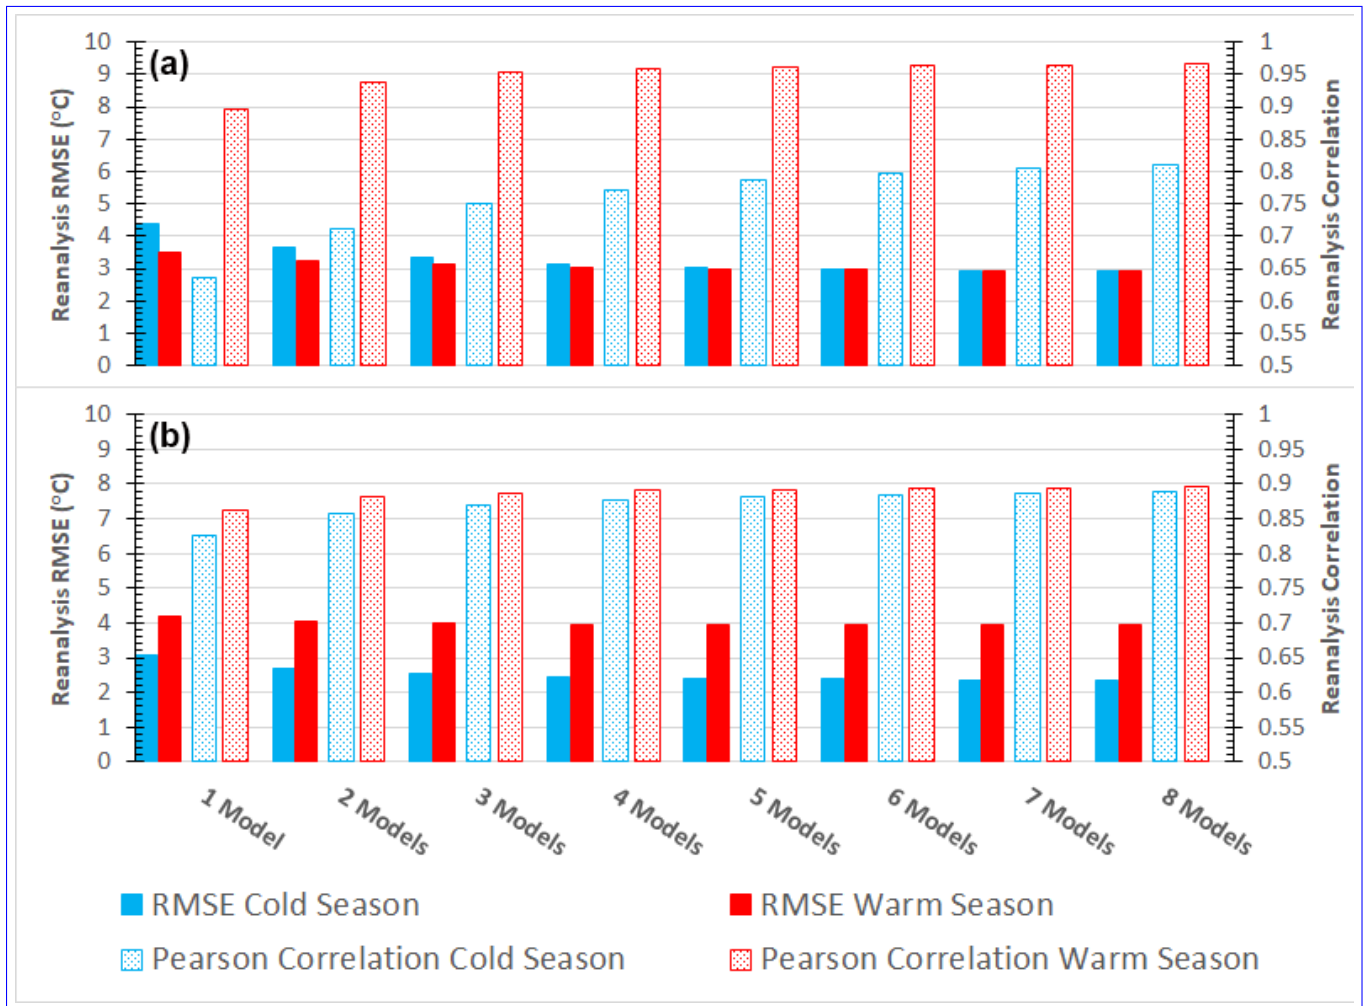 (a)
Reanalysis RMSE (°C)
10
9
8
7
6
5
4
3
2
1
0
1
0.95
0.9
0.85
0.8
0.75
0.7
0.65
0.6
0.55
0.5
Reanalysis Correlation
(b)
Reanalysis RMSE (°C)
10
9
8
7
6
5
4
3
2
1
0
1
0.95
0.9
0.85
0.8
0.75
0.7
0.65
0.6
0.55
0.5
Reanalysis Correlation
1 Model
2 Models
3 Models
4 Models
5 Models
6 Models
7 Models
8 Models
RMSE Cold Season
RMSE Warm Season
Pearson Correlation Cold Season
Pearson Correlation Warm Season